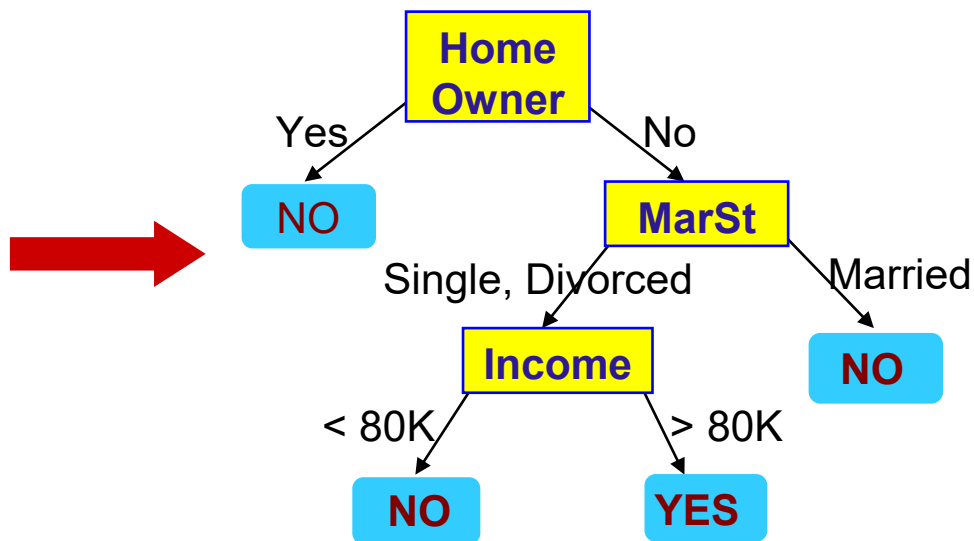 Home
Owner
Yes
No
NO
MarSt
Single, Divorced
Married
Income
NO
< 80K
> 80K
NO
YES